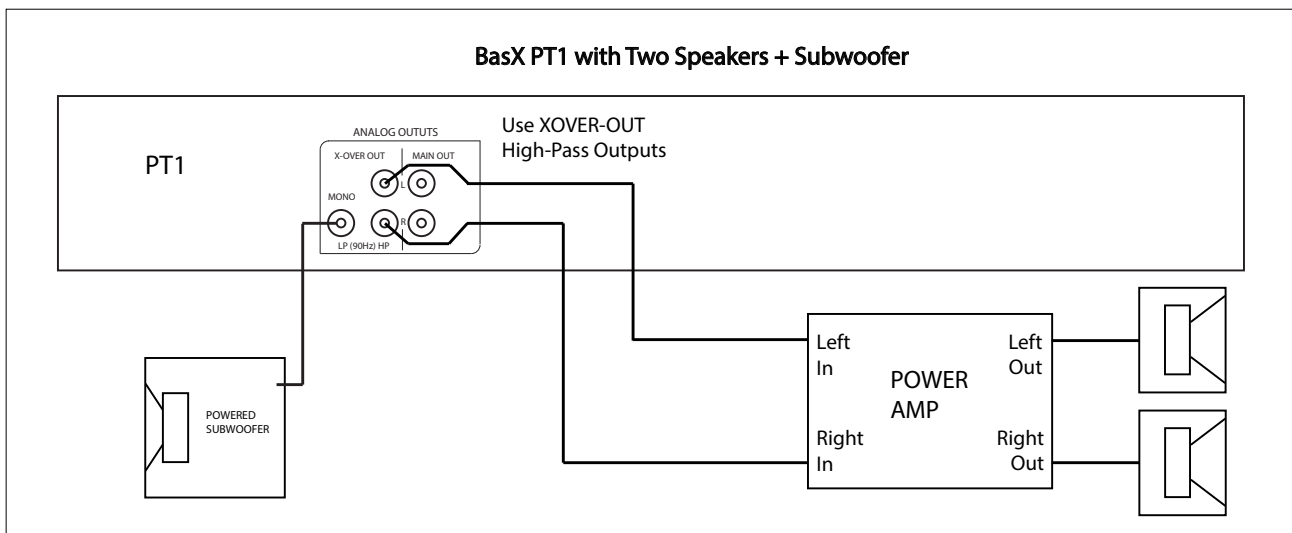 BasX PT1 with Two Speakers + Subwoofer
PT1
ANALOG OUTUTS
X-OVER OUT
MAIN OUT
L
MONO
R
LP (90Hz) HP
Use XOVER-OUT
High-Pass Outputs
POWERED
SUBWOOFER
Left
In
Right
In
POWER
AMP
Left
Out
Right
Out